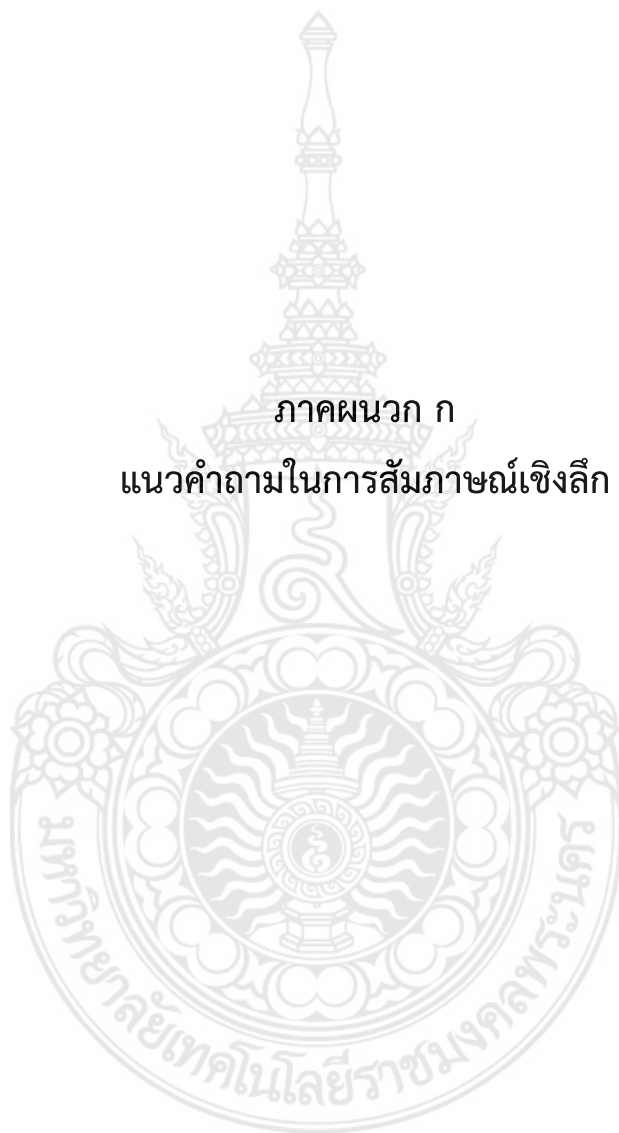 ภาคผนวก ก
แนวคำถามในการสัมภาษณ์เชิงลึก
มหาวิทยาลัยเทคโนโลยีราชมงคลพระนคร